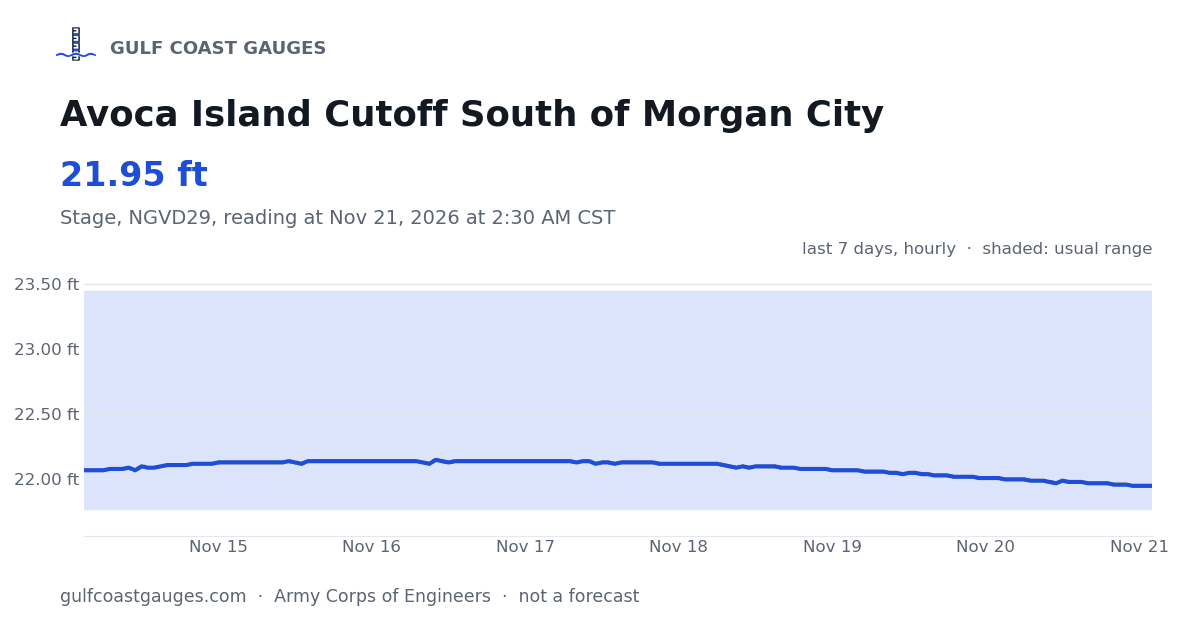 GULF COAST GAUGES
Avoca Island Cutoff South of Morgan City
21.95 ft
Stage, NGVD29, reading at Nov 21, 2026 at 2:30 AM CST
last 7 days, hourly · shaded: usual range
23.50 ft
23.00 ft
22.50 ft
22.00 ft
Nov 15 Nov 16 Nov 17 Nov 18 Nov 19 Nov 20 Nov 21
gulfcoastgauges.com · Army Corps of Engineers · not a forecast